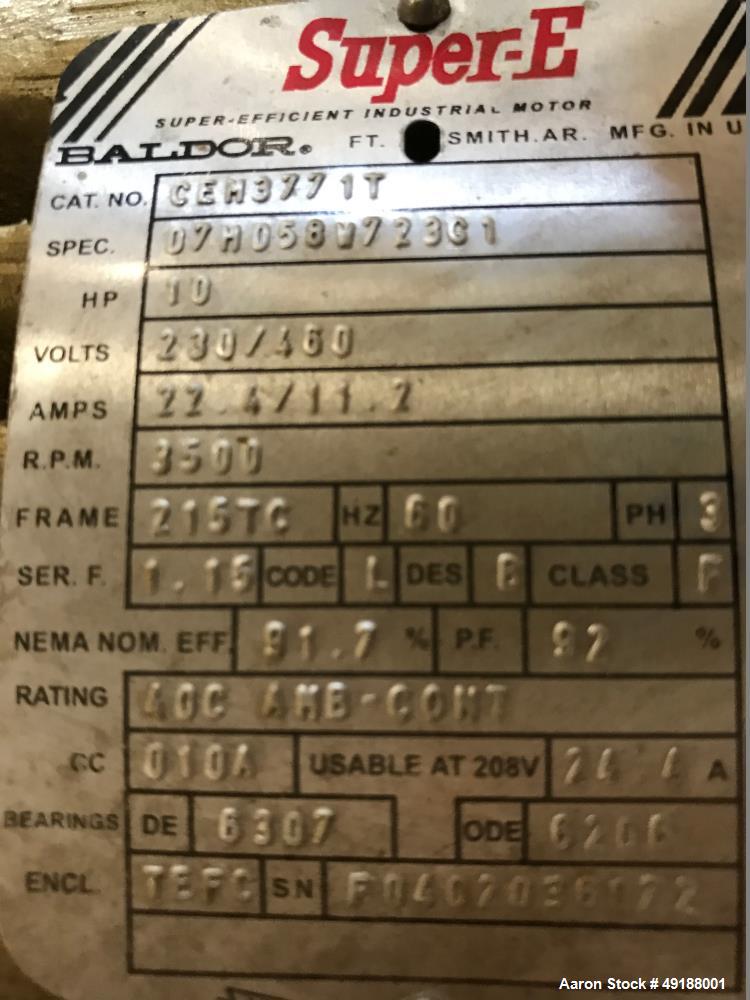 Super-E
SUPER-EFFICIENT INDUSTRIAL MOTOR
BALDOR® FT. SMITH.AR. MFG. IN U
CAT. NO. CEM3771T
SPEC. 07H058W723G1
HP 10
VOLTS 230/460
AMPS 22.4/11.2
R.P.M. 3500
FRAME 215TC HZ 60 PH 3
SER. F. 1.15 CODE L DES B CLASS F
NEMA NOM. EFF. 91.7 % P.F. 92 %
RATING 40C AMB-CONT
CC 010A USABLE AT 208V 24.4 A
BEARINGS DE 6307 ODE 6206
ENCL. TEFC SN
Aaron Stock # 49188001